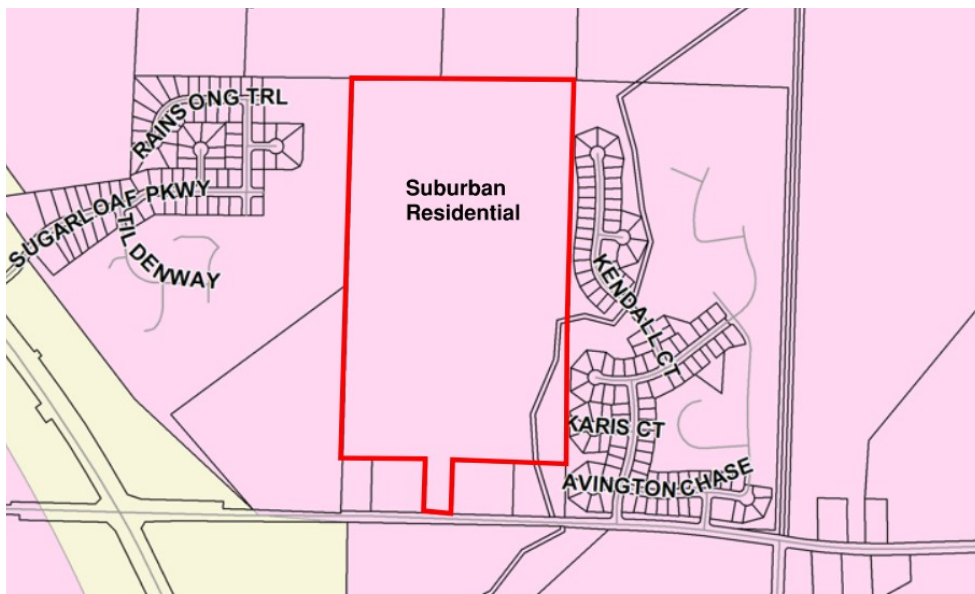 RAINSONG TRL
Suburban
Residential
SUGARLOAF PKWY
TILDENWAY
KENDALL CT
KARIS CT
AVINGTON CHASE